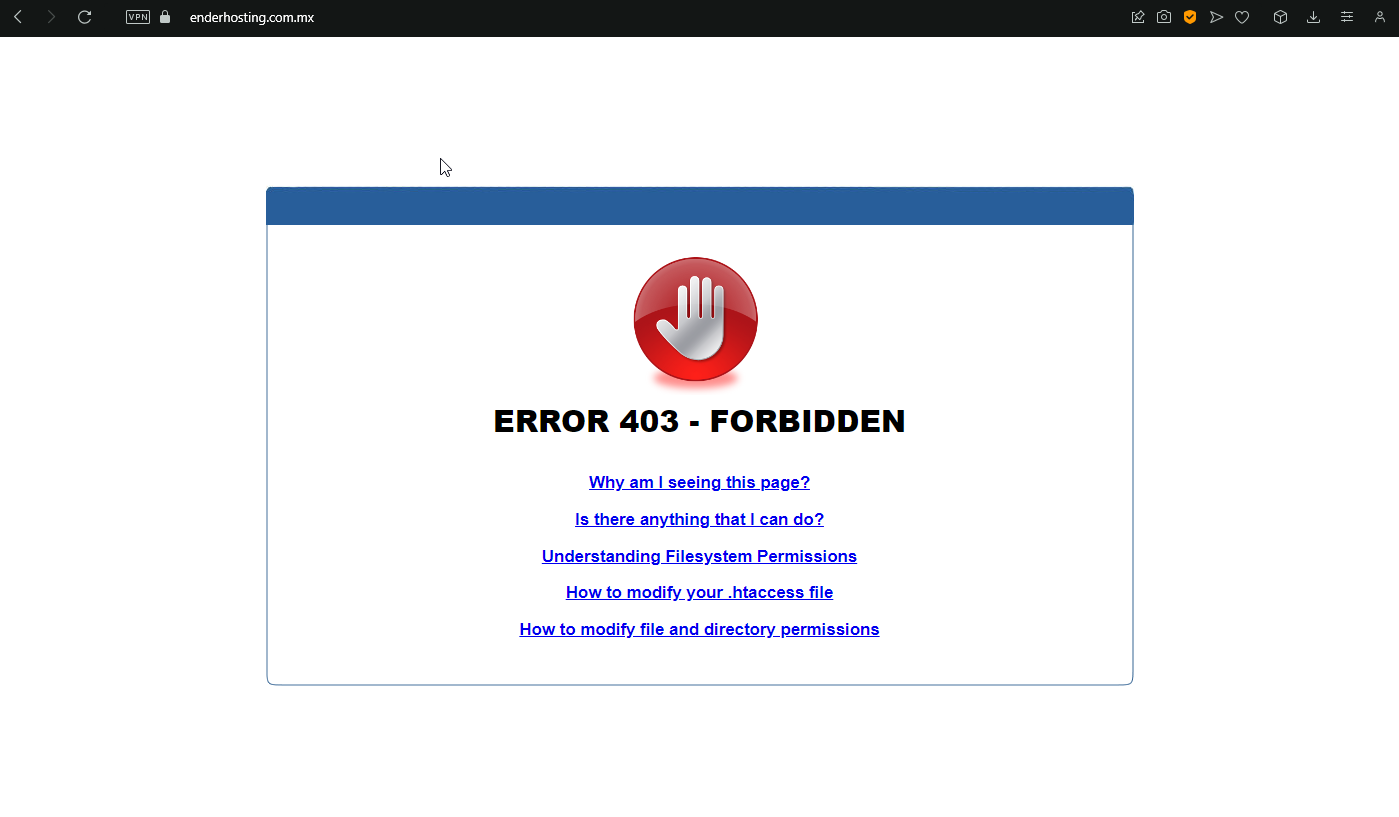 VPN enderhosting.com.mx
ERROR 403 - FORBIDDEN
Why am I seeing this page?
Is there anything that I can do?
Understanding Filesystem Permissions
How to modify your .htaccess file
How to modify file and directory permissions